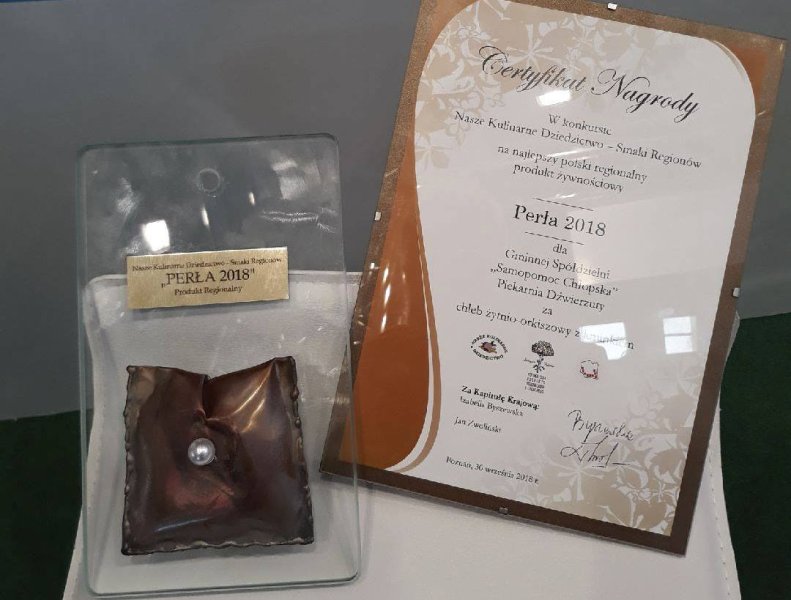 Nasze Kulinarne Dziedzictwo - Smaki Regionów
„PERŁA 2018"
Produkt Regionalny
Certyfikat Nagrody
W konkursie
Nasze Kulinarne Dziedzictwo – Smaki Regionów
na najlepszy polski regionalny
produkt żywnościowy
Perła 2018
dla
Gminnej Spółdzielni
„Samopomoc Chłopska"
Piekarnia Dźwierzuty
za
chleb żytnio-orkiszowy z
Za Kapitułę Krajową:
Izabella Byszewska
Jan Zwoliński
Poznań, 30 września 2018 r.